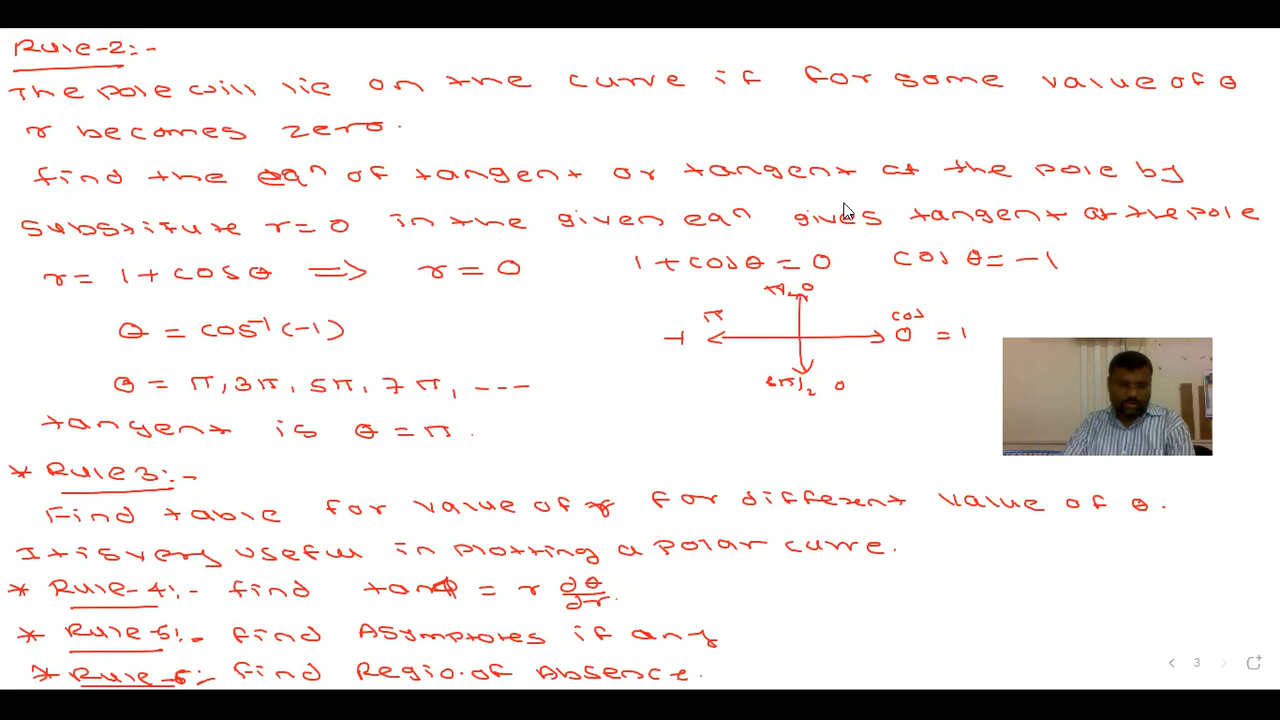 Rule-2:-
The pole will lie on the curve if for some value of θ
r becomes zero.
find the eqn of tangent or tangent at the pole by
substitute r=0 in the given eqn gives tangent at the pole
r= 1+cosθ ⟹ r=0 1+cosθ=0 cos θ=-1
π/2 0
θ = cos⁻¹(-1)
-1 π cos 0 =1
3π/2 0
θ = π, 3π, 5π, 7π, ---
tangent is θ=π.
* Rule 3:-
Find table for value of r for different value of θ.
It is very useful in plotting a polar curve.
* Rule-4:- find tanφ = r dθ/dr.
* Rule-5:- find Asymptotes if any
* Rule-6:- find Regio.of Absence.
3